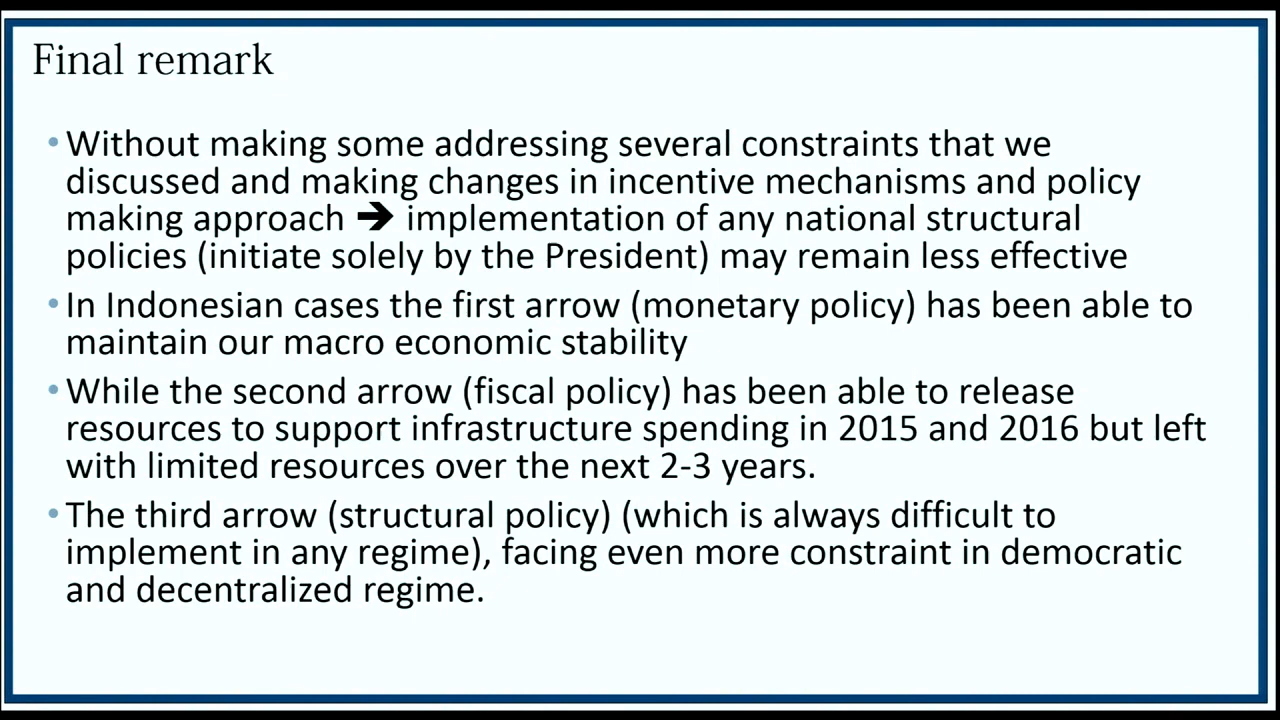 Final remark
• Without making some addressing several constraints that we
discussed and making changes in incentive mechanisms and policy
making approach ➔ implementation of any national structural
policies (initiate solely by the President) may remain less effective
• In Indonesian cases the first arrow (monetary policy) has been able to
maintain our macro economic stability
• While the second arrow (fiscal policy) has been able to release
resources to support infrastructure spending in 2015 and 2016 but left
with limited resources over the next 2-3 years.
• The third arrow (structural policy) (which is always difficult to
implement in any regime), facing even more constraint in democratic
and decentralized regime.